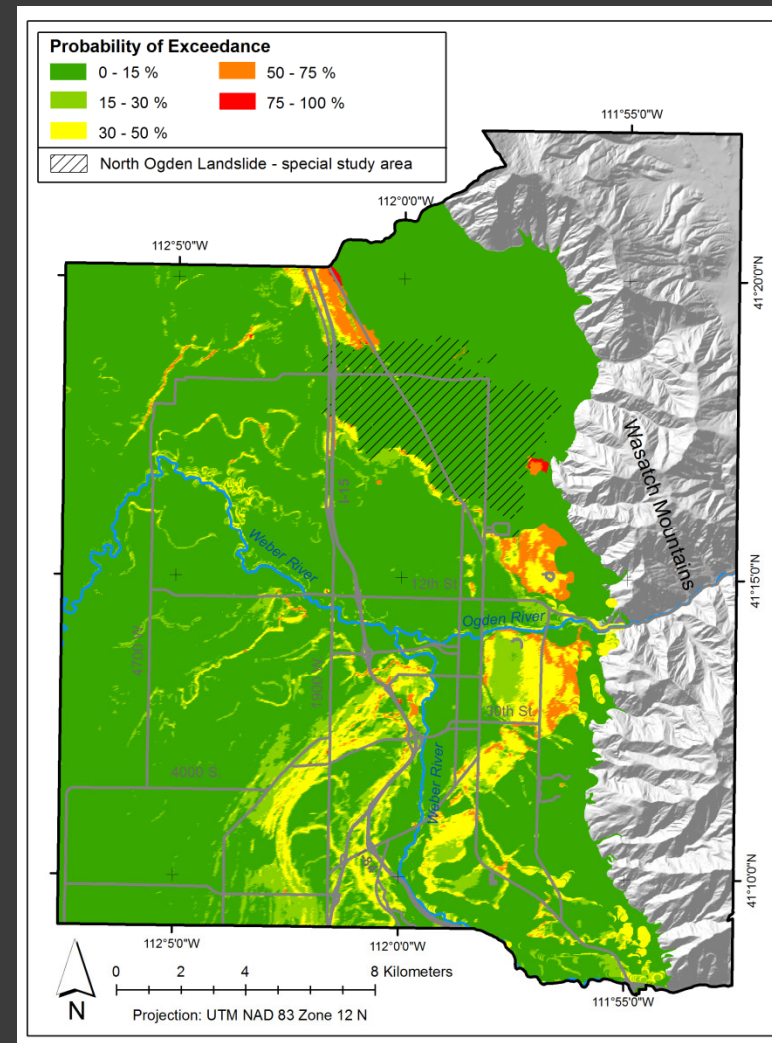 Probability of Exceedance
0 - 15 %
50 - 75 %
15 - 30 %
75 - 100 %
30 - 50 %
North Ogden Landslide - special study area
111°55'0"W
112°0'0"W
112°5'0"W
41°20'0"N
Wasatch Mountains
I-15
Weber River
12th St
41°15'0"N
Ogden River
1900 W
30th St
4000 S
Weber River
41°10'0"N
112°5'0"W
112°0'0"W
111°55'0"W
0 2 4 8 Kilometers
N
Projection: UTM NAD 83 Zone 12 N